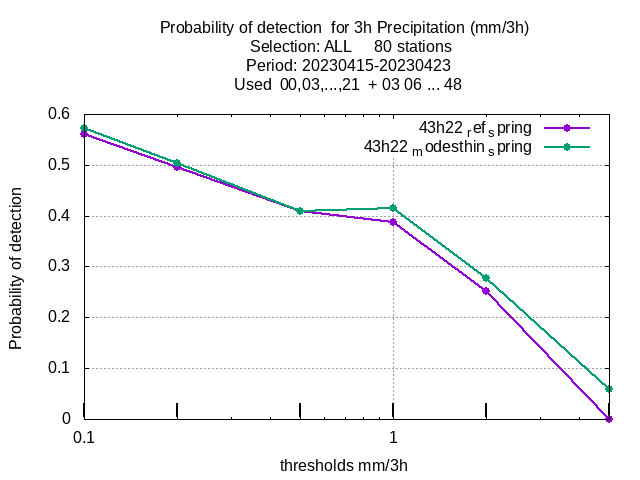 Probability of detection  for 3h Precipitation (mm/3h)
Selection: ALL     80 stations
Period: 20230415-20230423
Used  00,03,...,21  + 03 06 ... 48
43h22 ref spring
43h22 modesthin spring
Probability of detection
0.6
0.5
0.4
0.3
0.2
0.1
0
0.1 1
thresholds mm/3h